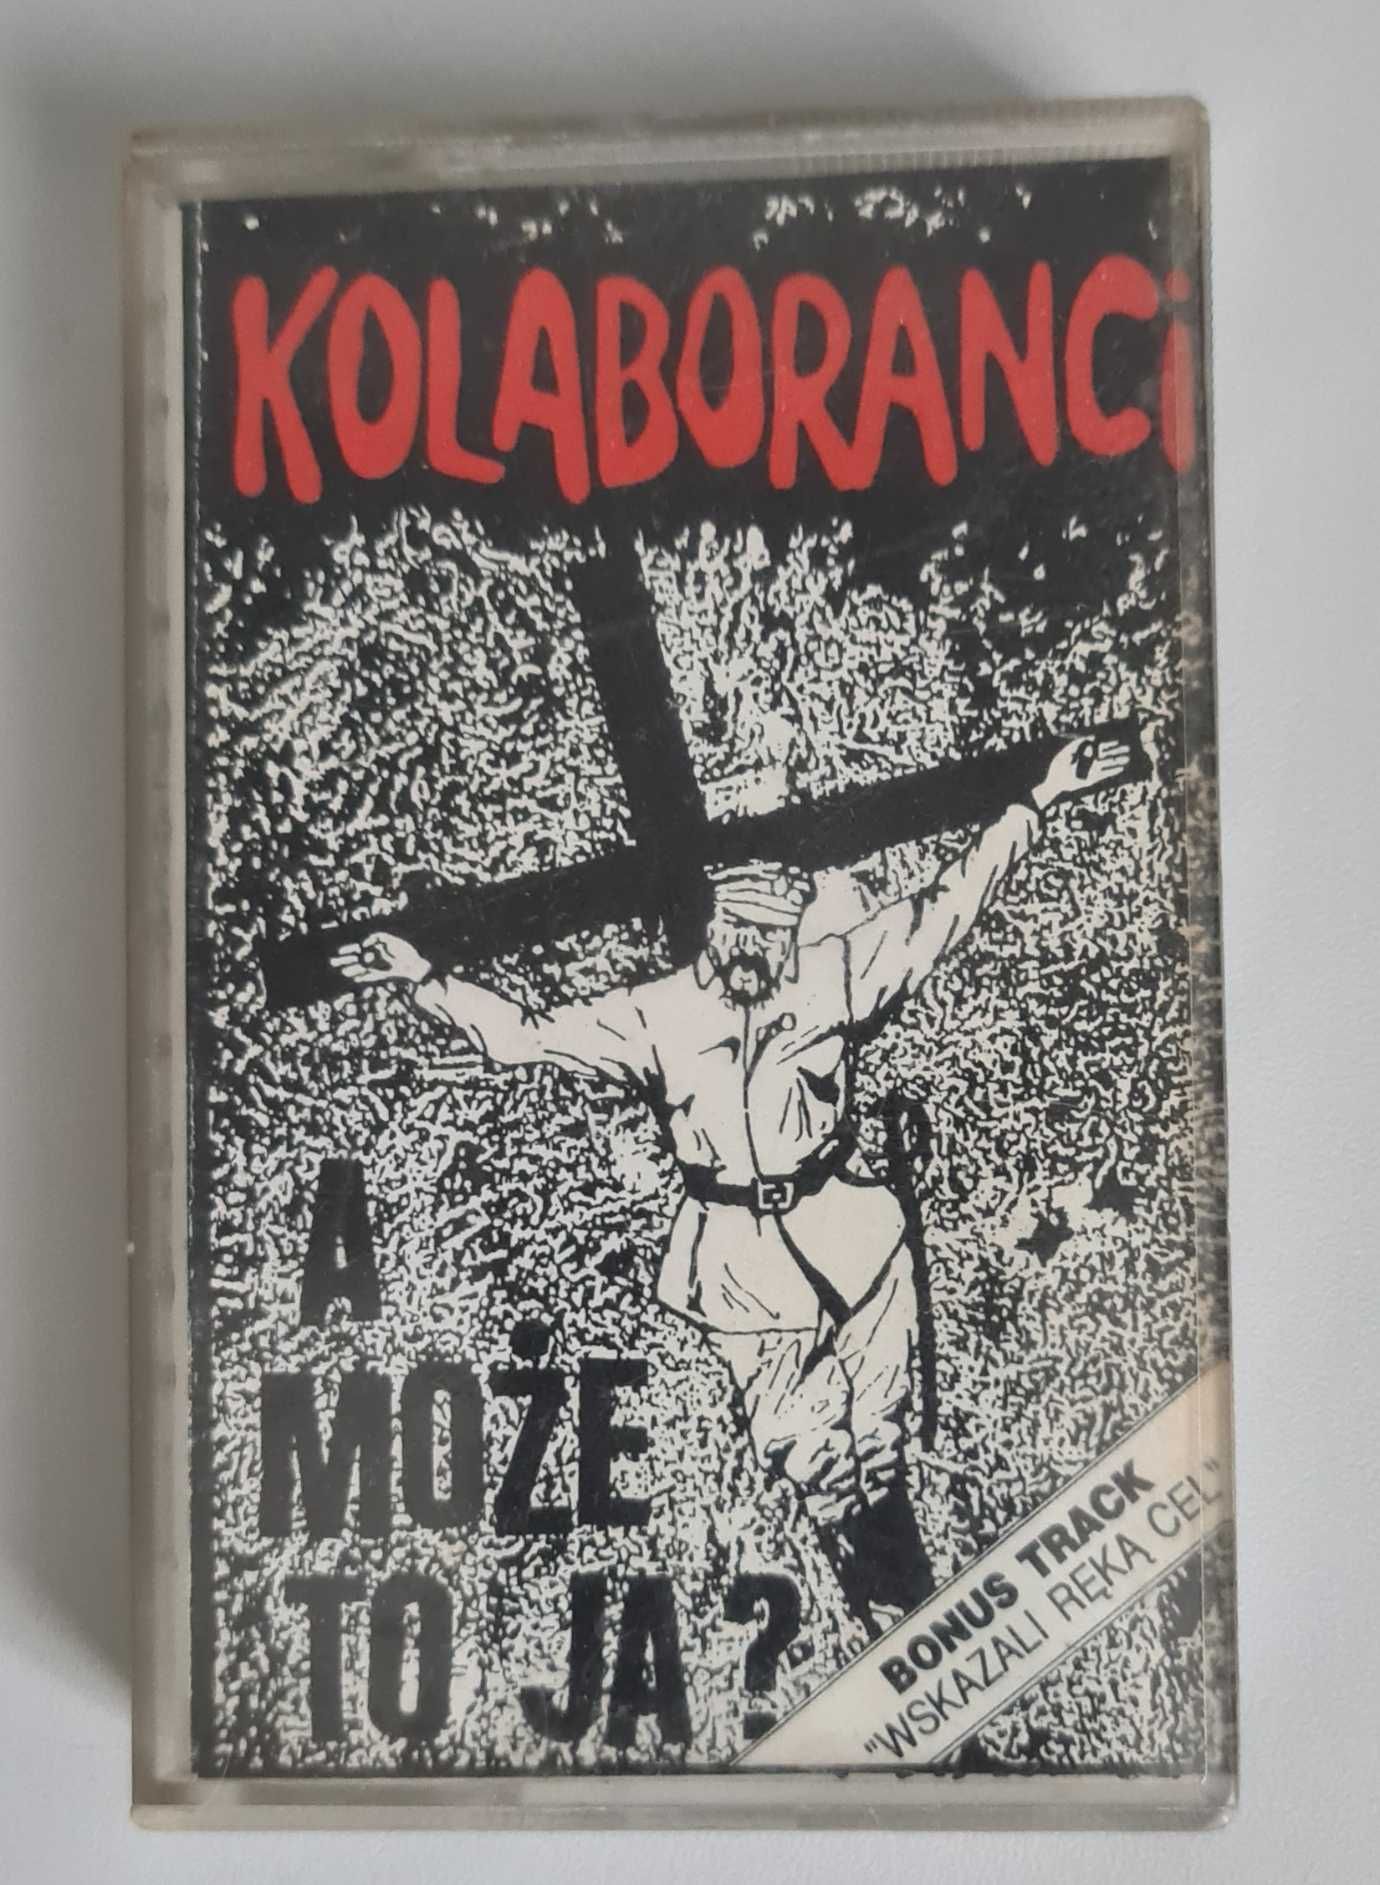 KOLABORANCi
A
MOŻE
TO JA?
BONUS TRACK
"WSKAZALI RĘKĄ CEL"